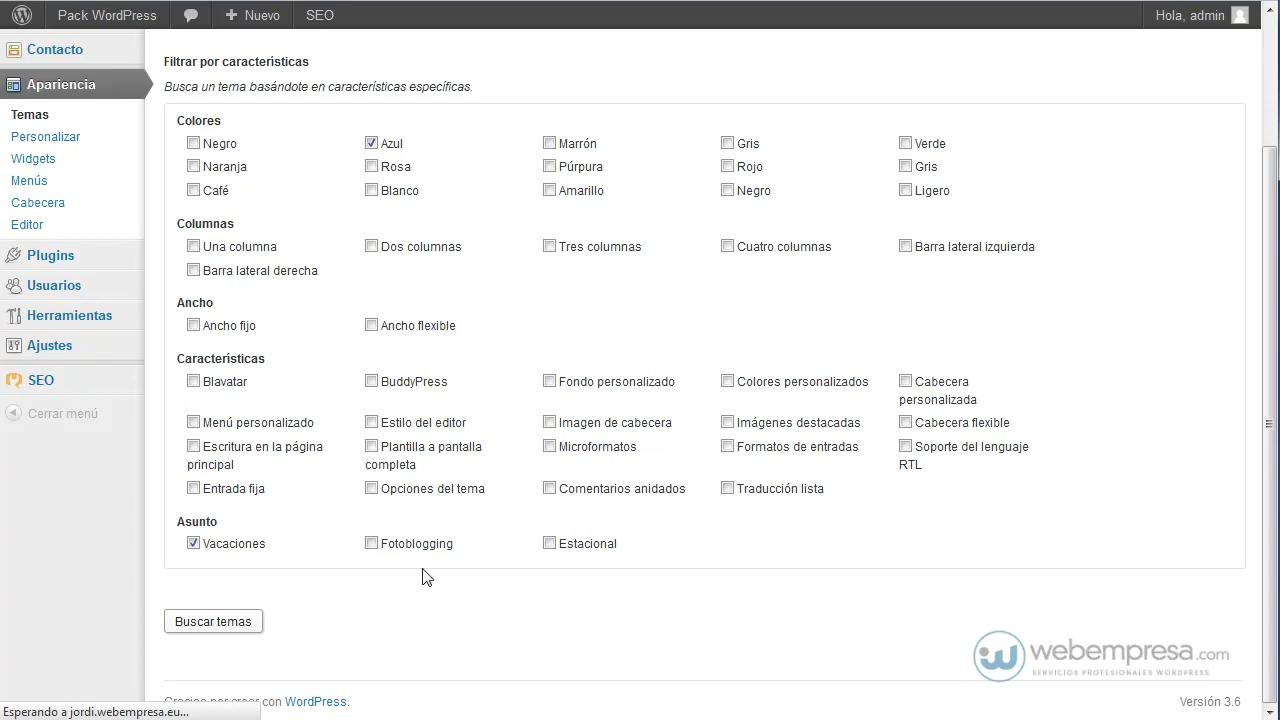 Pack WordPress
Nuevo
SEO
Hola, admin
Contacto
Apariencia
Temas
Personalizar
Widgets
Menús
Cabecera
Editor
Plugins
Usuarios
Herramientas
Ajustes
SEO
Cerrar menú
Filtrar por características
Busca un tema basándote en características específicas.
Colores
Negro Azul Marrón Gris Verde
Naranja Rosa Púrpura Rojo Gris
Café Blanco Amarillo Negro Ligero
Columnas
Una columna Dos columnas Tres columnas Cuatro columnas Barra lateral izquierda
Barra lateral derecha
Ancho
Ancho fijo Ancho flexible
Características
Blavatar BuddyPress Fondo personalizado Colores personalizados Cabecera
personalizada
Menú personalizado Estilo del editor Imagen de cabecera Imágenes destacadas Cabecera flexible
Escritura en la página Plantilla a pantalla Microformatos Formatos de entradas Soporte del lenguaje
principal completa RTL
Entrada fija Opciones del tema Comentarios anidados Traducción lista
Asunto
Vacaciones Fotoblogging Estacional
Buscar temas
webempresa.com
SERVICIOS PROFESIONALES WORDPRESS
Gracias por crear con WordPress.
Versión 3.6
Esperando a jordi.webempresa.eu...